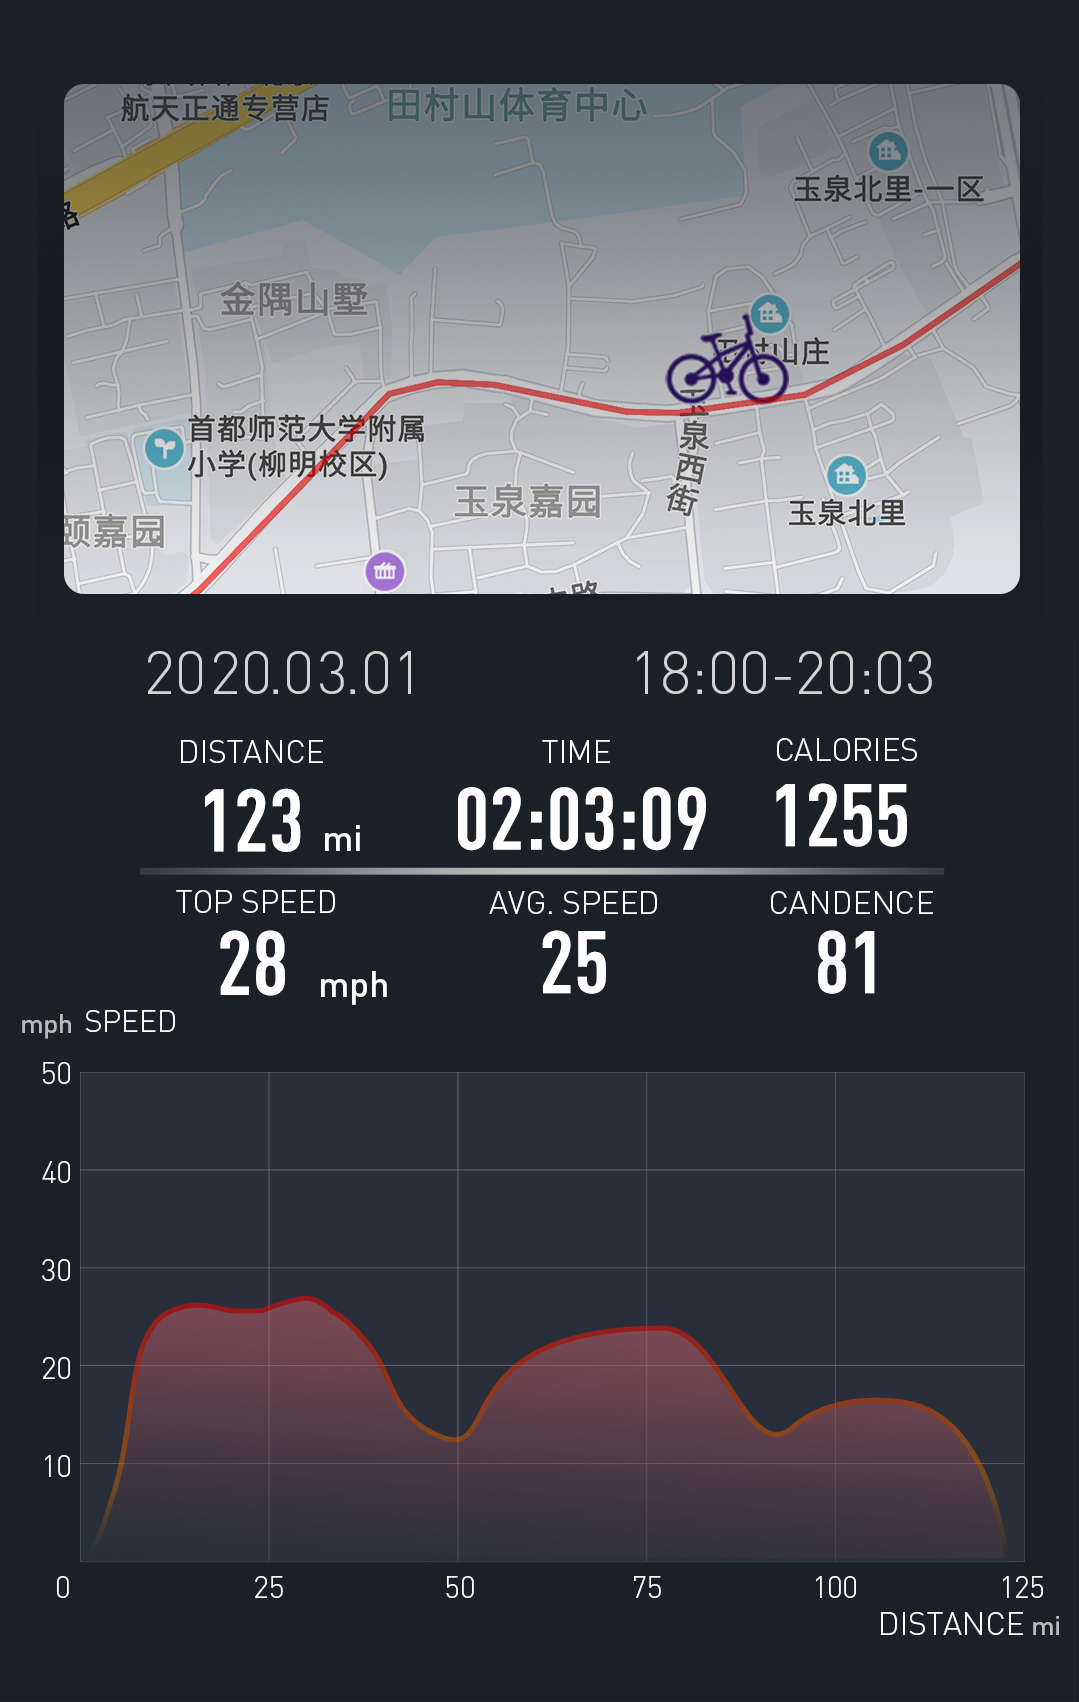 航天正通专营店
田村山体育中心
路
玉泉北里-一区
金隅山墅
山庄
首都师范大学附属
小学(柳明校区)
泉西街
玉泉嘉园
玉泉北里
颐嘉园
2020.03.01
18:00-20:03
DISTANCE
TIME
CALORIES
123 mi
02:03:09
1255
TOP SPEED
AVG. SPEED
CANDENCE
28 mph
25
81
mph SPEED
50
40
30
20
10
0
25
50
75
100
125
DISTANCE mi